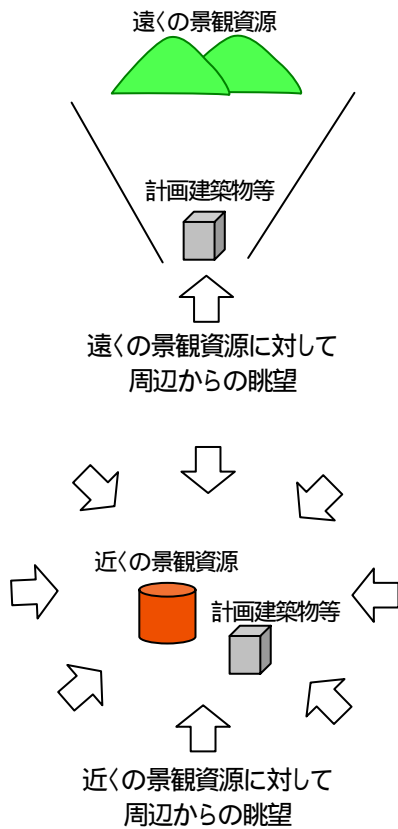 遠くの景観資源
計画建築物等
遠くの景観資源に対して
周辺からの眺望
近くの景観資源
計画建築物等
近くの景観資源に対して
周辺からの眺望